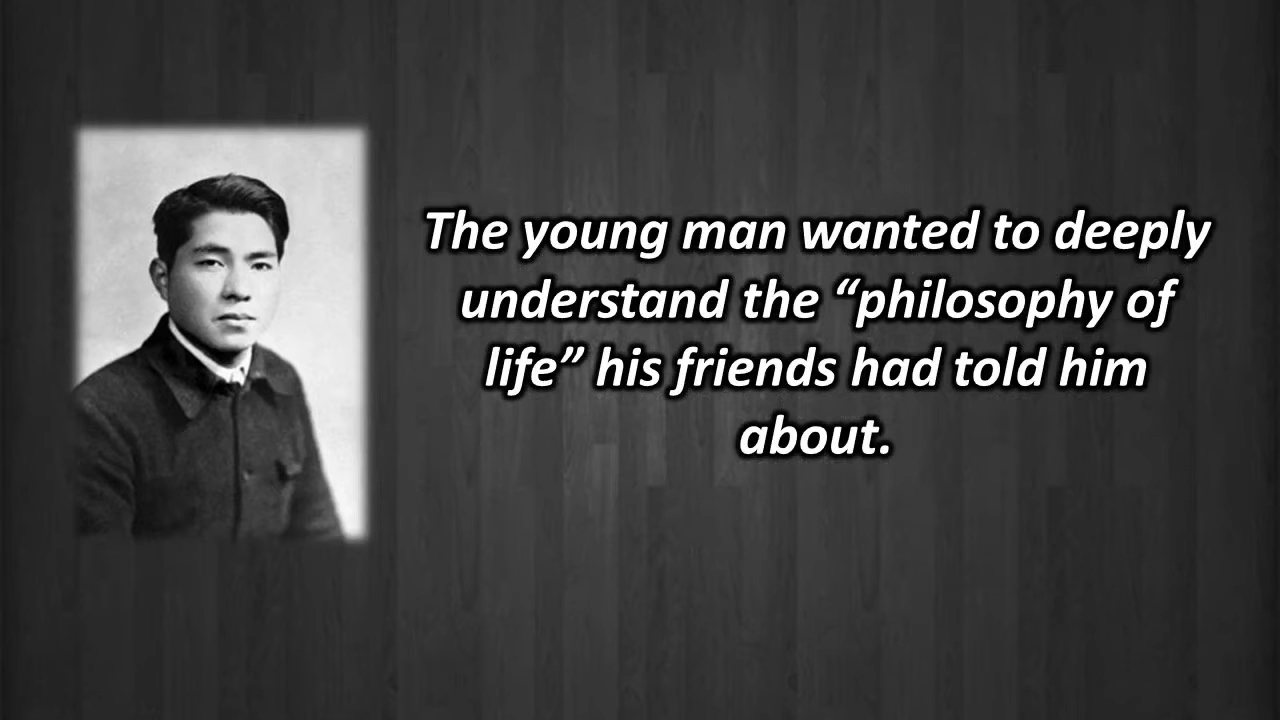 The young man wanted to deeply
understand the “philosophy of
life” his friends had told him
about.